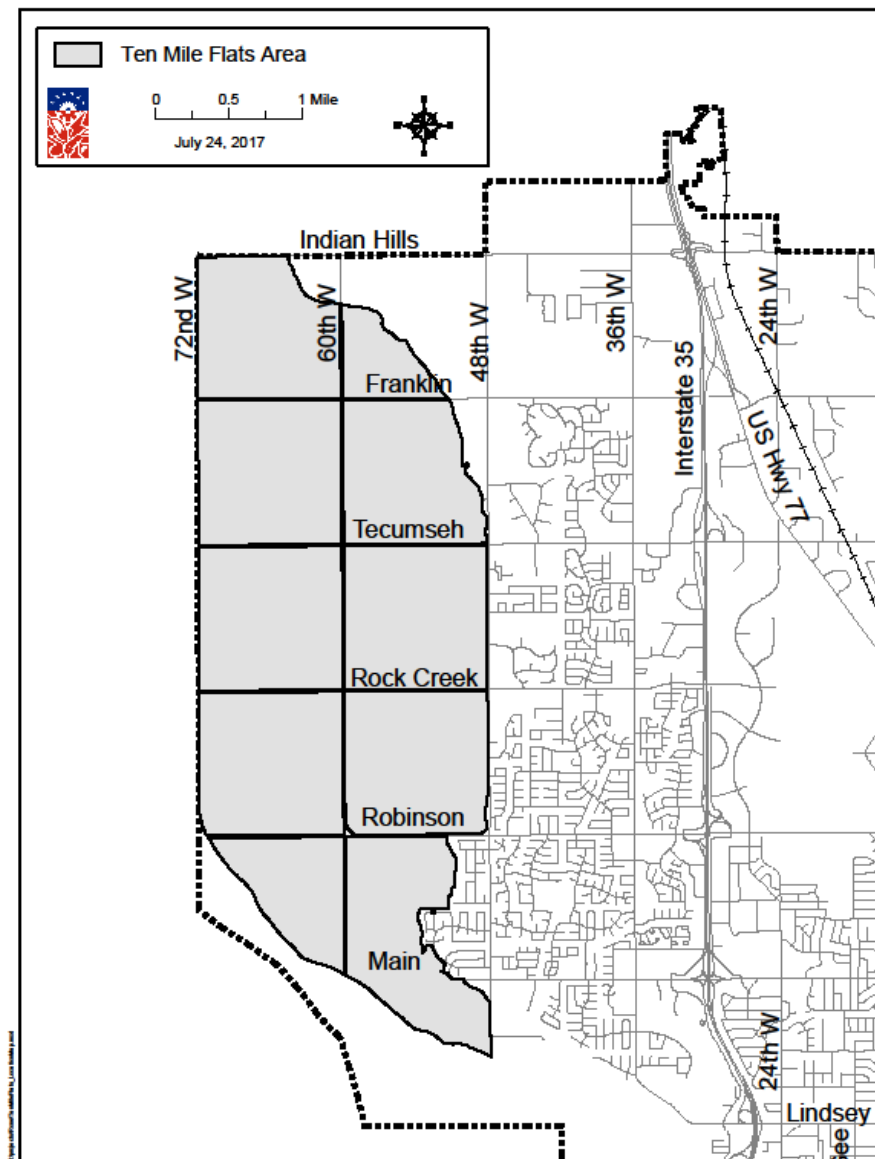 Ten Mile Flats Area
0 0.5 1 Mile
July 24, 2017
Indian Hills
72nd W
60th W
48th W
36th W
24th W
Interstate 35
US Hwy 77
Franklin
Tecumseh
Rock Creek
Robinson
Main
24th W
Lindsey